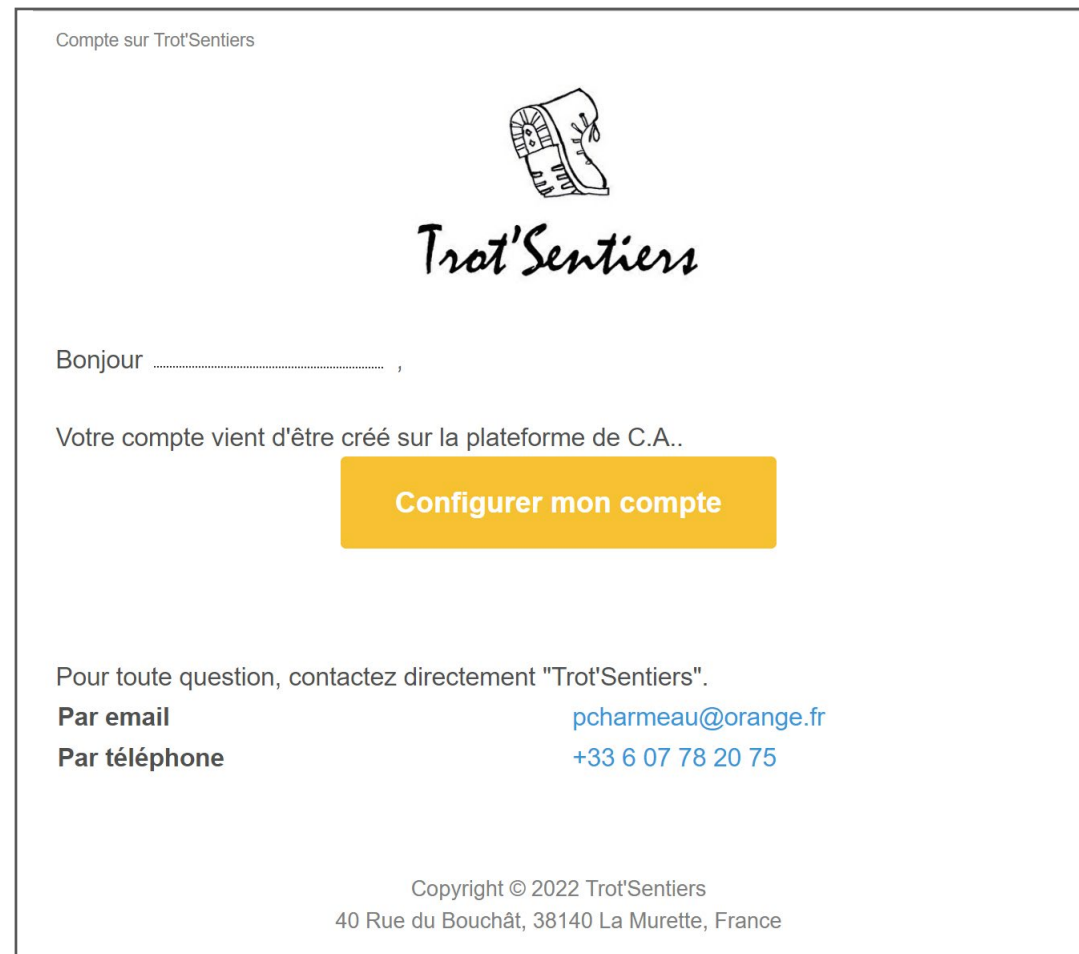 Compte sur Trot'Sentiers
Trot'Sentiers
Bonjour ,
Votre compte vient d'être créé sur la plateforme de C.A..
Configurer mon compte
Pour toute question, contactez directement "Trot'Sentiers".
Par email pcharmeau@orange.fr
Par téléphone +33 6 07 78 20 75
Copyright © 2022 Trot'Sentiers
40 Rue du Bouchât, 38140 La Murette, France